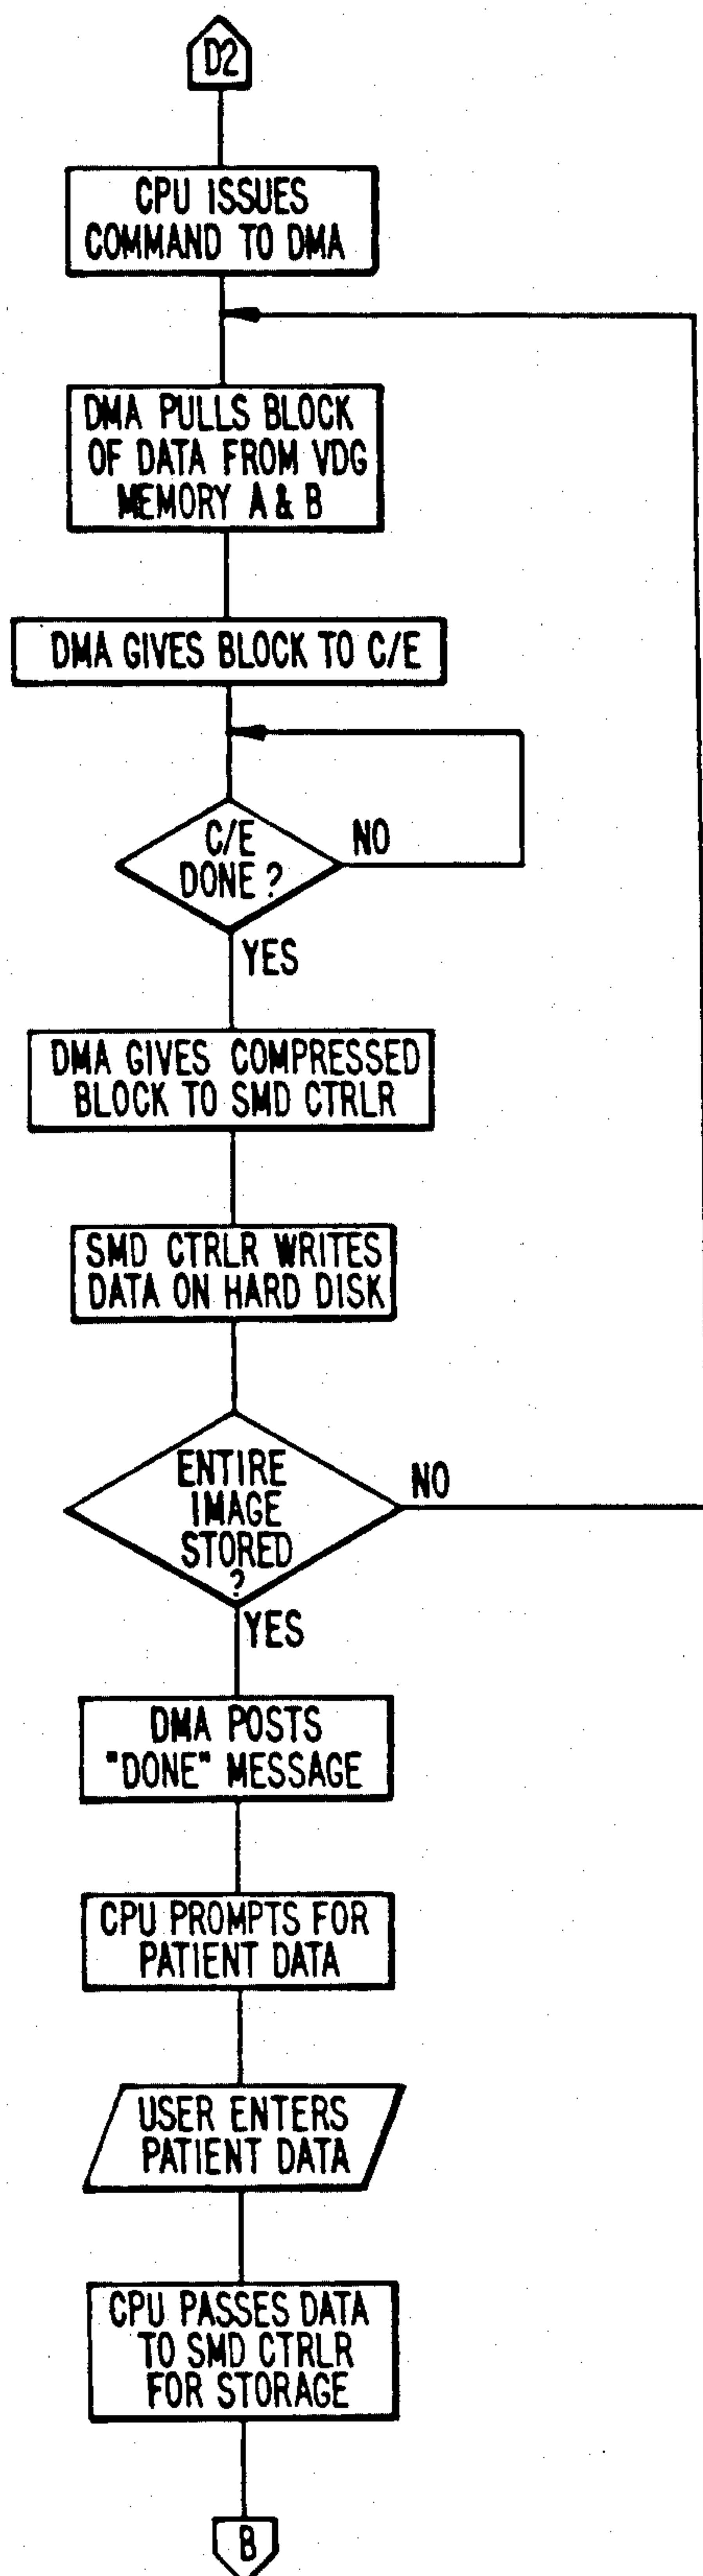 D2
CPU ISSUES
COMMAND TO DMA
DMA PULLS BLOCK
OF DATA FROM VDG
MEMORY A & B
DMA GIVES BLOCK TO C/E
C/E
DONE ?
NO
YES
DMA GIVES COMPRESSED
BLOCK TO SMD CTRLR
SMD CTRLR WRITES
DATA ON HARD DISK
ENTIRE
IMAGE
STORED
?
NO
YES
DMA POSTS
"DONE" MESSAGE
CPU PROMPTS FOR
PATIENT DATA
USER ENTERS
PATIENT DATA
CPU PASSES DATA
TO SMD CTRLR
FOR STORAGE
B